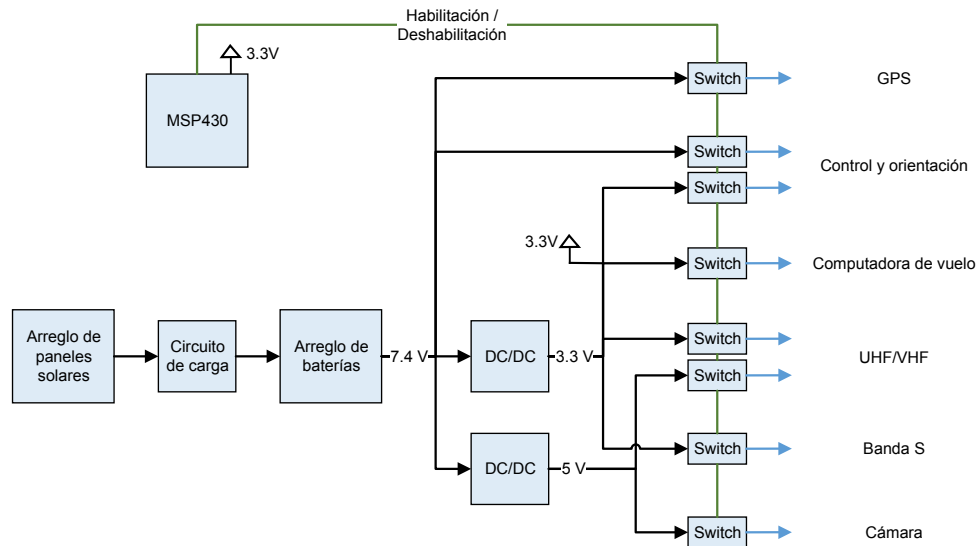 Habilitación /
Deshabilitación
3.3V
MSP430
Switch
GPS
Switch
Control y orientación
Switch
3.3V
Switch
Computadora de vuelo
Arreglo de
paneles
solares
Circuito
de carga
Arreglo de
baterías
7.4 V
DC/DC
3.3 V
Switch
UHF/VHF
Switch
Switch
Banda S
DC/DC
5 V
Switch
Cámara